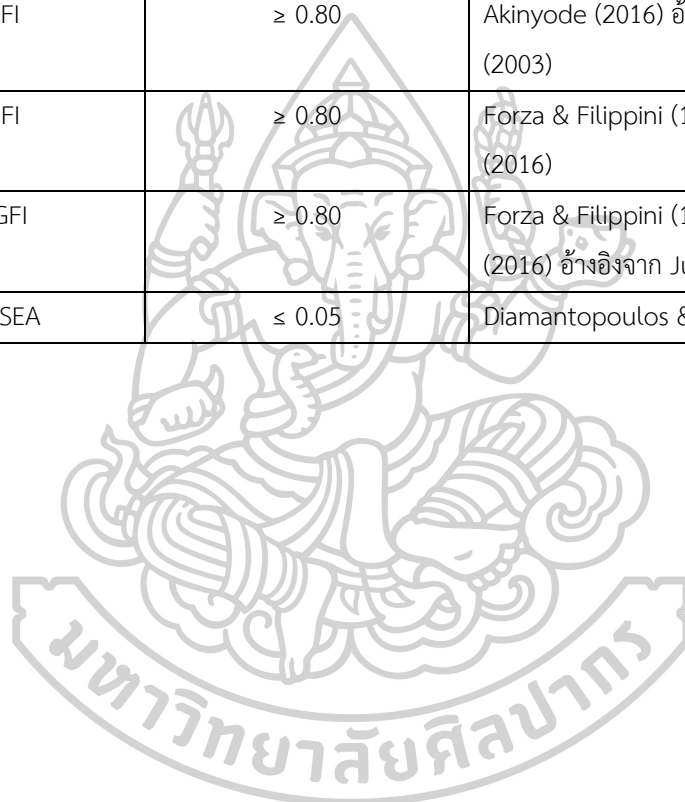 FI ≥ 0.80 Akinyode (2016)
(2003)
FI ≥ 0.80 Forza & Filippini
(2016)
GFI ≥ 0.80 Forza & Filippini
(2016) อ้างอิงจาก
SEA ≤ 0.05 Diamantopoulos &
มหาวิทยาลัยศิลปากร